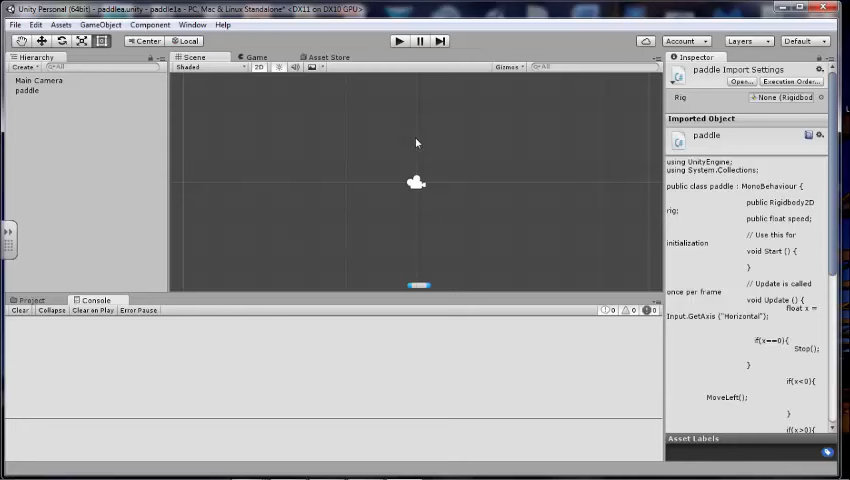 Unity Personal (64bit) - paddlea.unity - paddle1a - PC, Mac & Linux Standalone* <DX11 on DX10 GPU>
File Edit Assets GameObject Component Window Help
Center Local Account Layers Default
Hierarchy Scene Game Asset Store Inspector
Create All Shaded 2D Gizmos All
paddle Import Settings
Open... Execution Order...
Main Camera
paddle
Rig None (Rigidbod
Imported Object
paddle
using UnityEngine;
using System.Collections;
public class paddle : MonoBehaviour {
public Rigidbody2D
rig;
public float speed;
// Use this for
initialization
void Start () {
}
// Update is called
once per frame
void Update () {
float x =
Input.GetAxis ("Horizontal");
if(x==0){
Stop();
}
if(x<0){
MoveLeft();
}
if(x>0){
Project Console
Clear Collapse Clear on Play Error Pause 0 0 0
Asset Labels